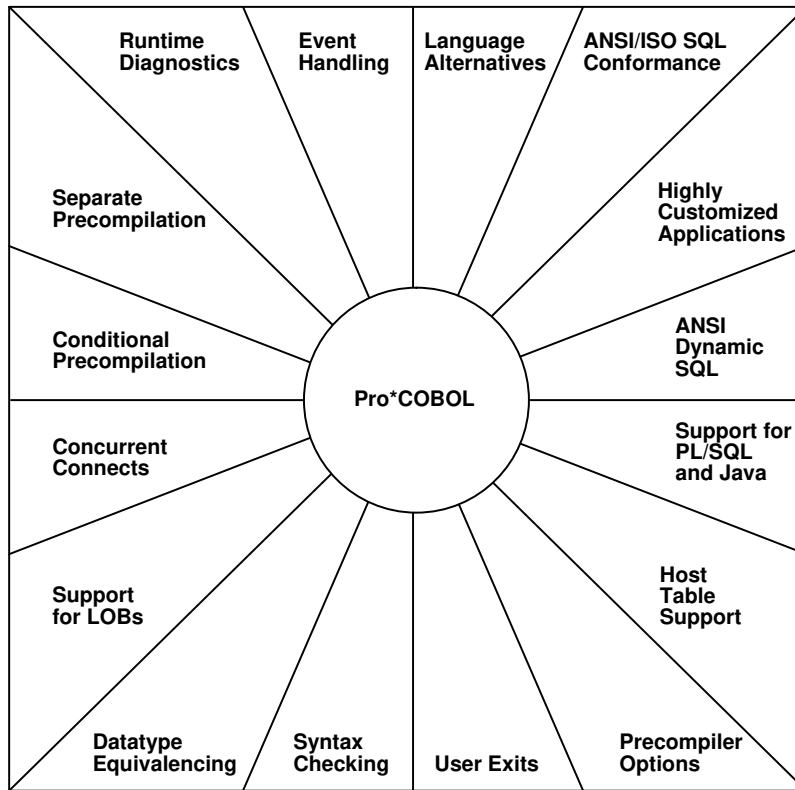 Runtime
Diagnostics
Event
Handling
Language
Alternatives
ANSI/ISO SQL
Conformance
Separate
Precompilation
Highly
Customized
Applications
Conditional
Precompilation
ANSI
Dynamic
SQL
Pro*COBOL
Concurrent
Connects
Support for
PL/SQL
and Java
Support
for LOBs
Host
Table
Support
Datatype
Equivalencing
Syntax
Checking
User Exits
Precompiler
Options